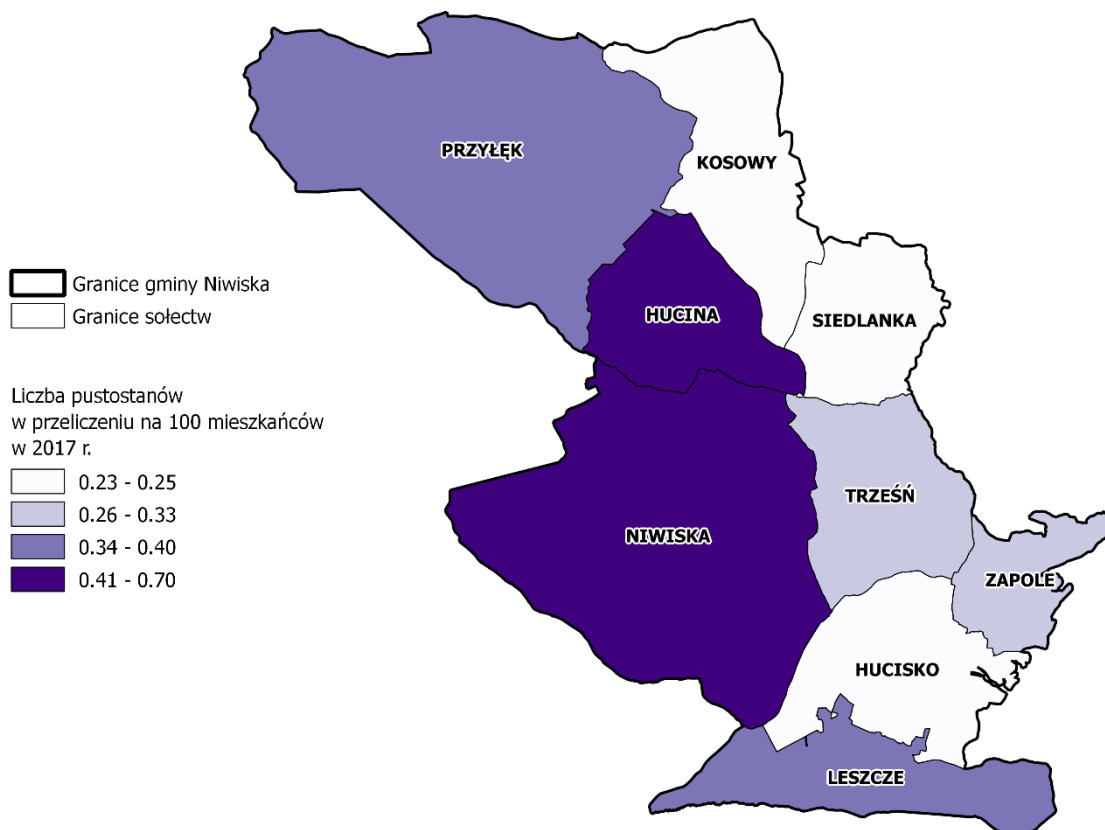 PRZYŁĘK
KOSOWY
Granice gminy Niwiska
Granice sołectw
HUCINA
SIEDLANKA
Liczba pustostanów
w przeliczeniu na 100 mieszkańców
w 2017 r.
0.23 - 0.25
0.26 - 0.33
0.34 - 0.40
0.41 - 0.70
TRZEŚŃ
NIWISKA
ZAPOLE
HUCISKO
LESZCZE